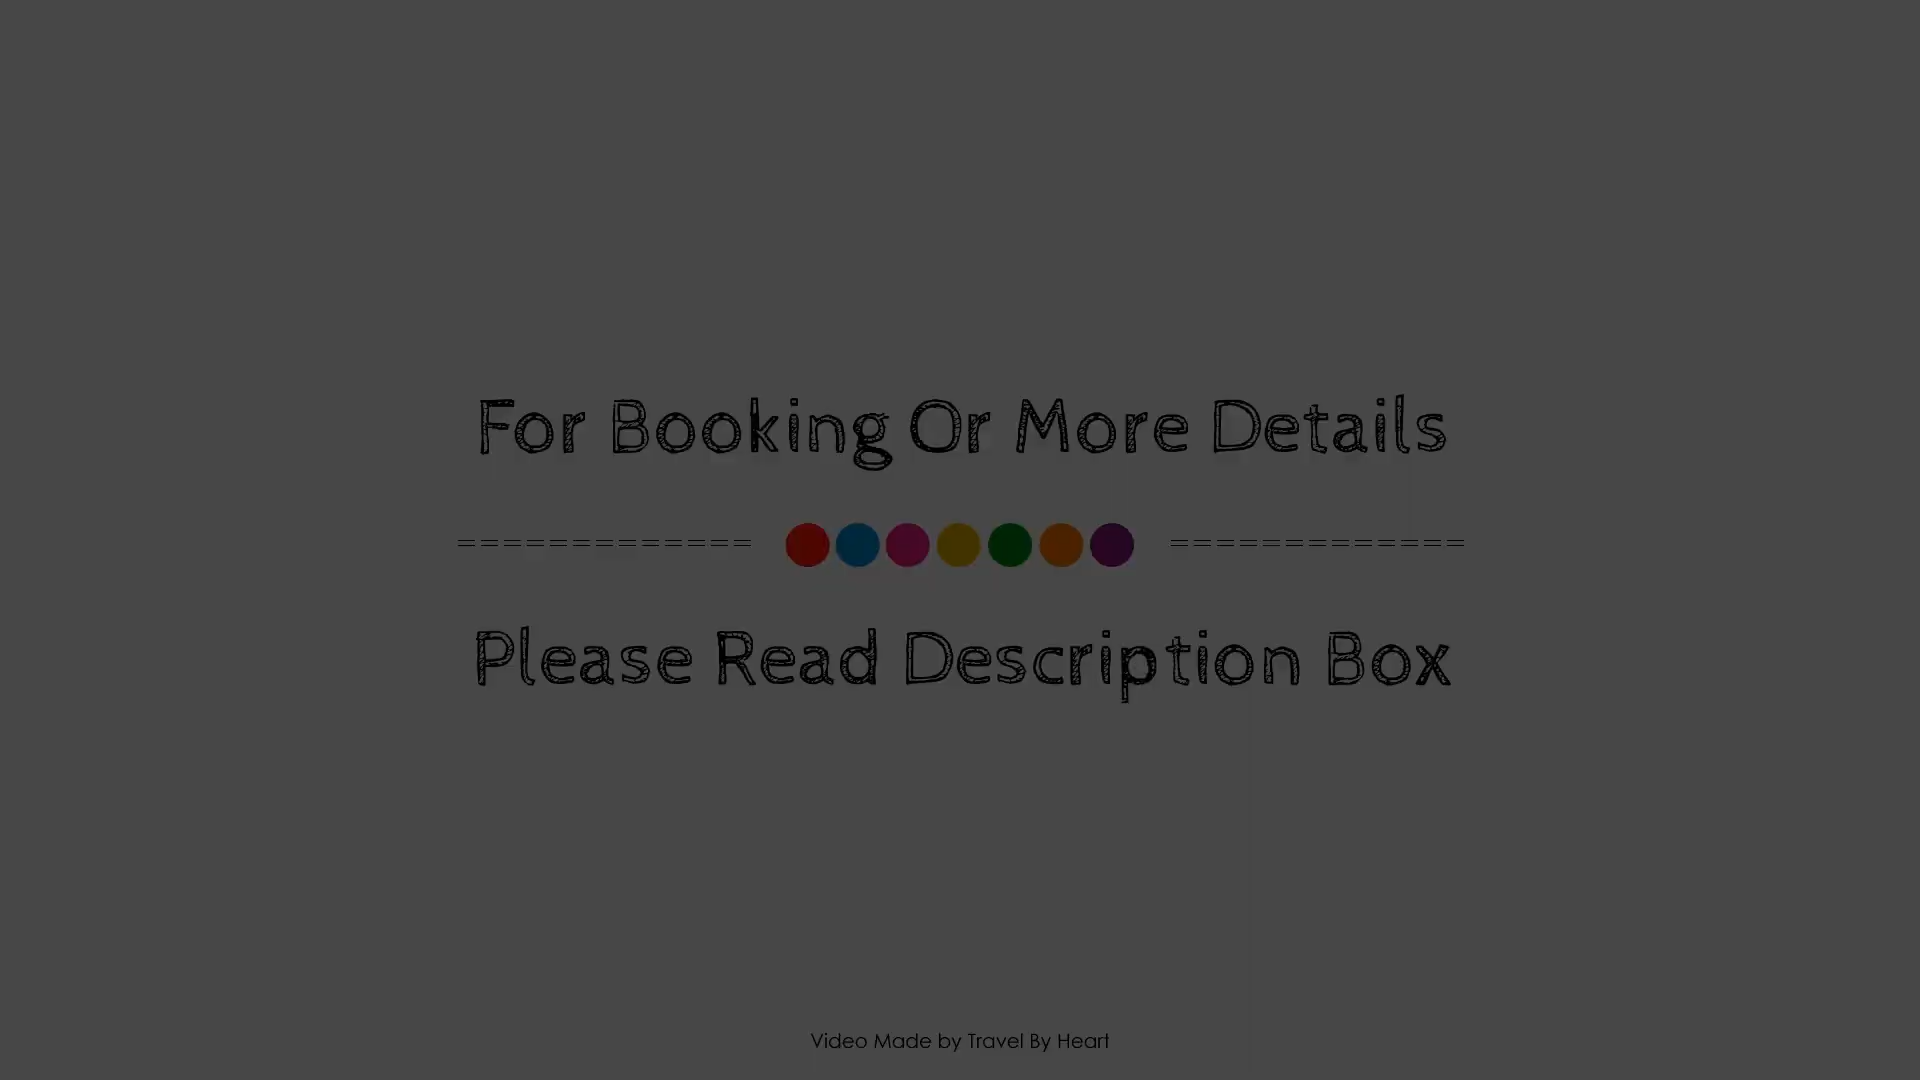 For Booking Or More Details
============= =============
Please Read Description Box
Video Made by Travel By Heart